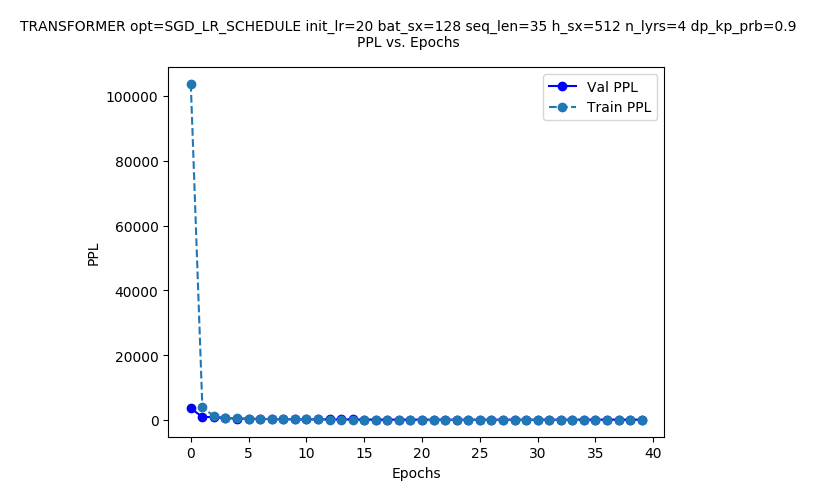 TRANSFORMER opt=SGD_LR_SCHEDULE init_lr=20 bat_sx=128 seq_len=35 h_sx=512 n_lyrs=4 dp_kp_prb=0.9
PPL vs. Epochs
Val PPL
Train PPL
100000
80000
60000
40000
20000
0
PPL
0 5 10 15 20 25 30 35 40
Epochs